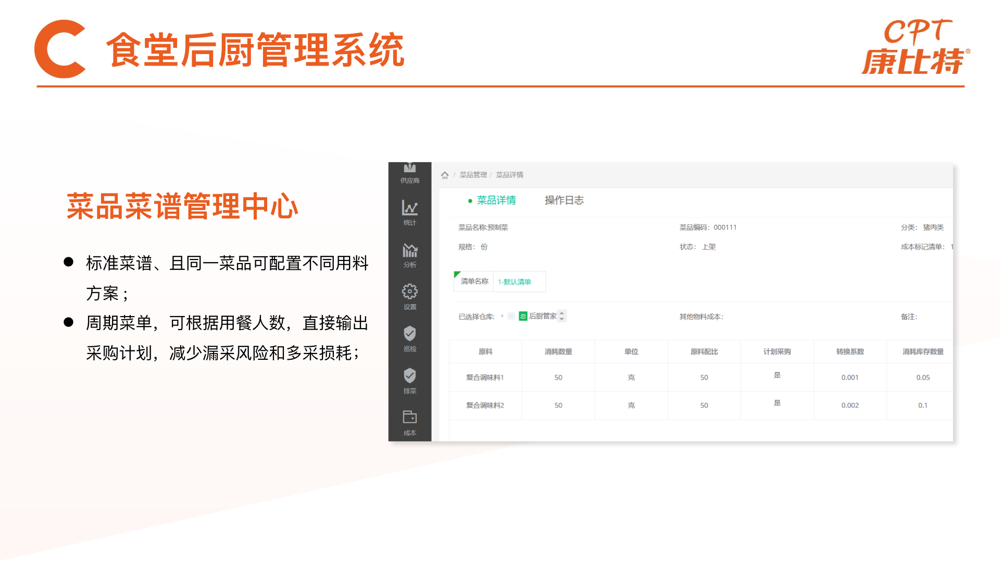 食堂后厨管理系统
CPT
康比特®
菜品菜谱管理中心
● 标准菜谱、且同一菜品可配置不同用料
方案；
● 周期菜单，可根据用餐人数，直接输出
采购计划，减少漏采风险和多采损耗；
供应商
统计
分析
设置
巡检
排菜
成本
/ 菜品管理 / 菜品详情
菜品详情 操作日志
菜品名称:预制菜 菜品编码：000111 分类： 猪肉类
规格： 份 状态： 上架 成本标记清单： 1
清单名称 1-默认清单
已选择仓库: 总 后厨管家 其他物料成本: 备注:
原料 消耗数量 单位 原料配比 计划采购 转换系数 消耗库存数量
复合调味料1 50 克 50 是 0.001 0.05
复合调味料2 50 克 50 是 0.002 0.1